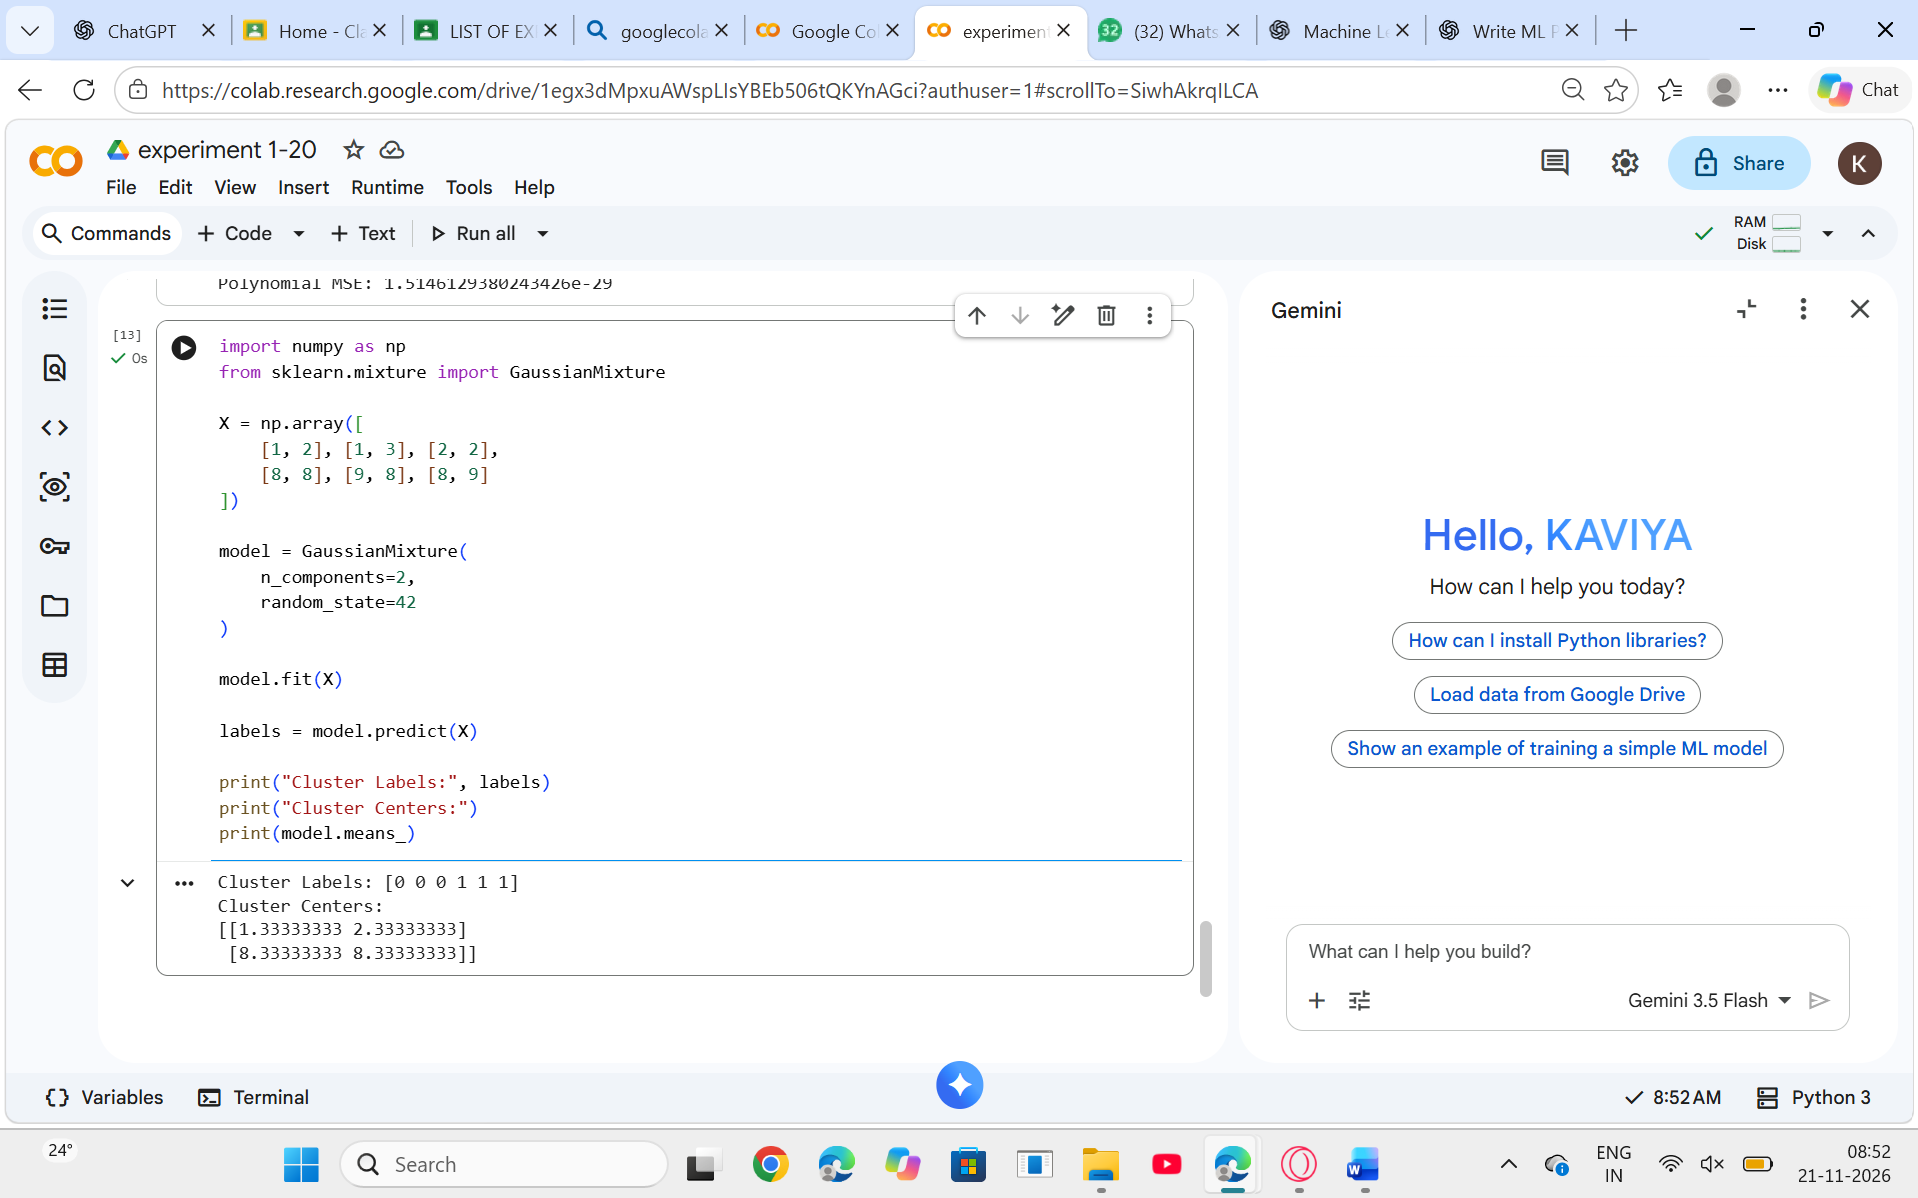 ChatGPT
Home - Cla
LIST OF EX
googlecola
Google Co
experiment
(32) Whats
Machine Le
Write ML P
https://colab.research.google.com/drive/1egx3dMpxuAWspLIsYBEb506tQKYnAGci?authuser=1#scrollTo=SiwhAkrqILCA
Chat
experiment 1-20
File Edit View Insert Runtime Tools Help
Share
K
Commands + Code + Text Run all
RAM
Disk
Polynomial MSE: 1.5146129380243426e-29
[13]
0s
import numpy as np
from sklearn.mixture import GaussianMixture
X = np.array([
[1, 2], [1, 3], [2, 2],
[8, 8], [9, 8], [8, 9]
])
model = GaussianMixture(
n_components=2,
random_state=42
)
model.fit(X)
labels = model.predict(X)
print("Cluster Labels:", labels)
print("Cluster Centers:")
print(model.means_)
Cluster Labels: [0 0 0 1 1 1]
Cluster Centers:
[[1.33333333 2.33333333]
[8.33333333 8.33333333]]
Gemini
Hello, KAVIYA
How can I help you today?
How can I install Python libraries?
Load data from Google Drive
Show an example of training a simple ML model
What can I help you build?
Gemini 3.5 Flash
Variables
Terminal
8:52 AM
Python 3
24°
Search
ENG
IN
08:52
21-11-2026